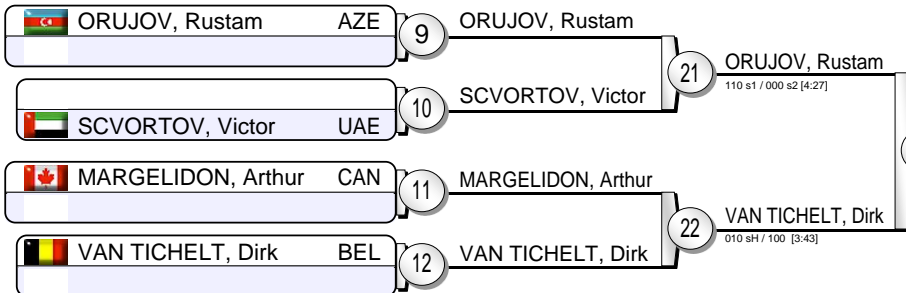 ORUJOV, Rustam AZE
9
ORUJOV, Rustam
21
ORUJOV, Rustam
110 s1 / 000 s2 [4:27]
10
SCVORTOV, Victor
SCVORTOV, Victor UAE
MARGELIDON, Arthur CAN
11
MARGELIDON, Arthur
22
VAN TICHELT, Dirk
010 sH / 100 [3:43]
VAN TICHELT, Dirk BEL
12
VAN TICHELT, Dirk